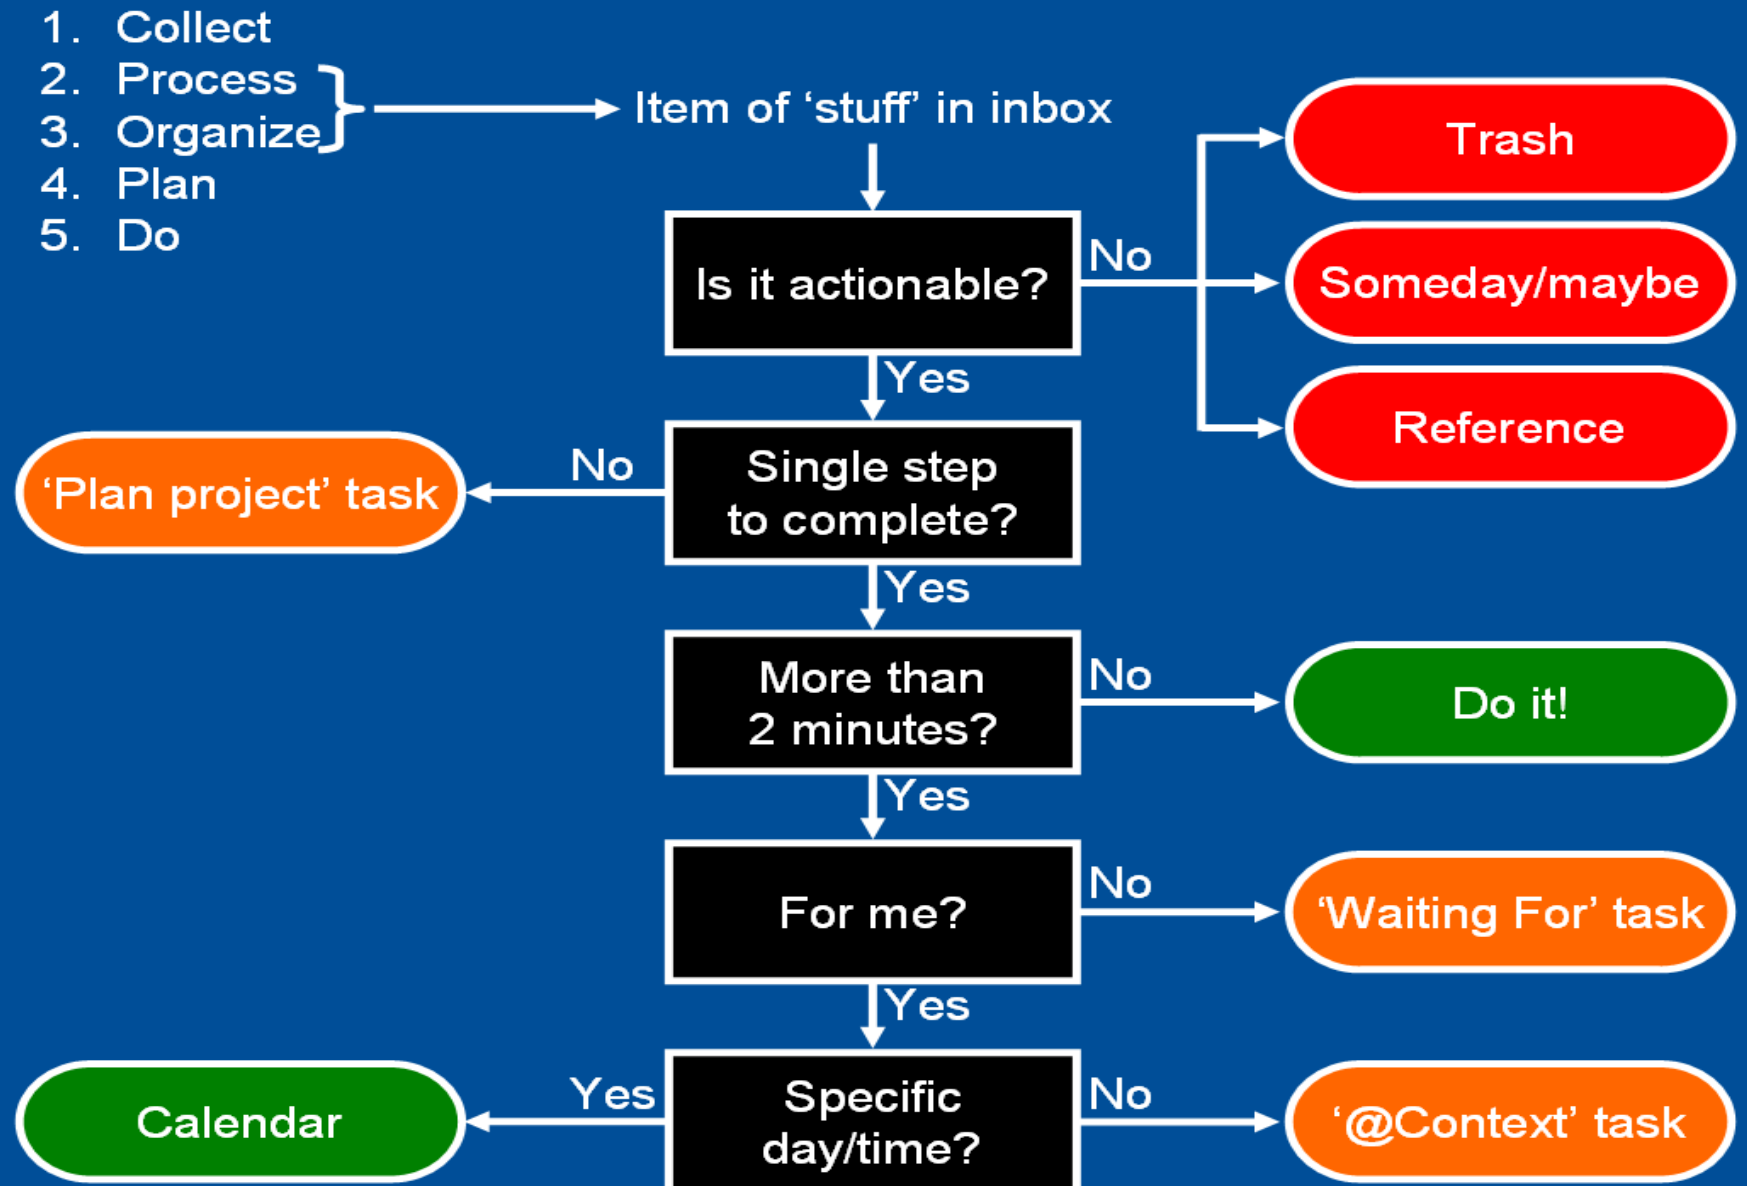 1. Collect
2. Process
3. Organize
4. Plan
5. Do
Item of ‘stuff’ in inbox
Is it actionable?
No
Trash
Someday/maybe
Reference
Yes
Single step
to complete?
No
‘Plan project’ task
Yes
More than
2 minutes?
No
Do it!
Yes
For me?
No
‘Waiting For’ task
Yes
Specific
day/time?
Yes
Calendar
No
‘@Context’ task